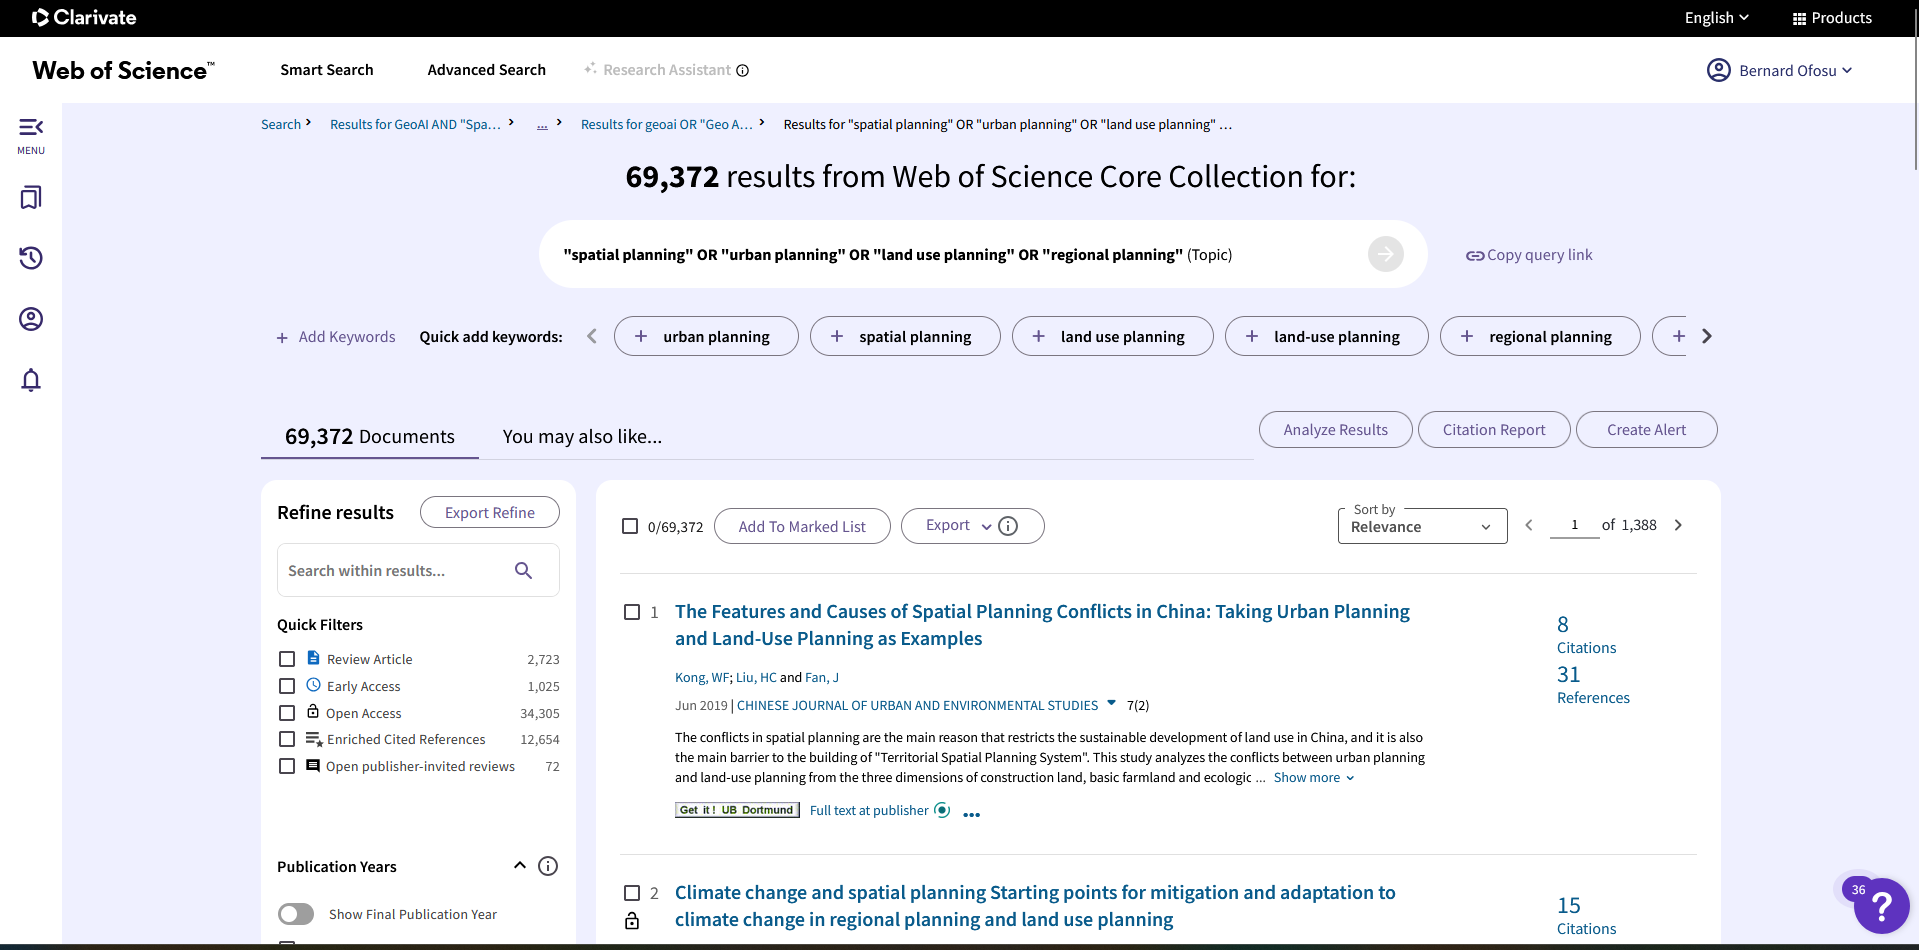 Clarivate
English
Products
Web of Science™
Smart Search
Advanced Search
Research Assistant
Bernard Ofosu
MENU
Search
Results for GeoAI AND "Spa...
...
Results for geoai OR "Geo A...
Results for "spatial planning" OR "urban planning" OR "land use planning" ...
69,372 results from Web of Science Core Collection for:
"spatial planning" OR "urban planning" OR "land use planning" OR "regional planning" (Topic)
Copy query link
+ Add Keywords
Quick add keywords:
+ urban planning
+ spatial planning
+ land use planning
+ land-use planning
+ regional planning
+
69,372 Documents
You may also like...
Analyze Results
Citation Report
Create Alert
Refine results
Export Refine
Search within results...
Quick Filters
Review Article 2,723
Early Access 1,025
Open Access 34,305
Enriched Cited References 12,654
Open publisher-invited reviews 72
Publication Years
Show Final Publication Year
0/69,372
Add To Marked List
Export
Sort by
Relevance
1 of 1,388
1
The Features and Causes of Spatial Planning Conflicts in China: Taking Urban Planning
and Land-Use Planning as Examples
Kong, WF; Liu, HC and Fan, J
Jun 2019 | CHINESE JOURNAL OF URBAN AND ENVIRONMENTAL STUDIES 7(2)
The conflicts in spatial planning are the main reason that restricts the sustainable development of land use in China, and it is also
the main barrier to the building of "Territorial Spatial Planning System". This study analyzes the conflicts between urban planning
and land-use planning from the three dimensions of construction land, basic farmland and ecologic ... Show more
Get it! UB Dortmund
Full text at publisher
•••
8
Citations
31
References
2
Climate change and spatial planning Starting points for mitigation and adaptation to
climate change in regional planning and land use planning
15
Citations
36
?